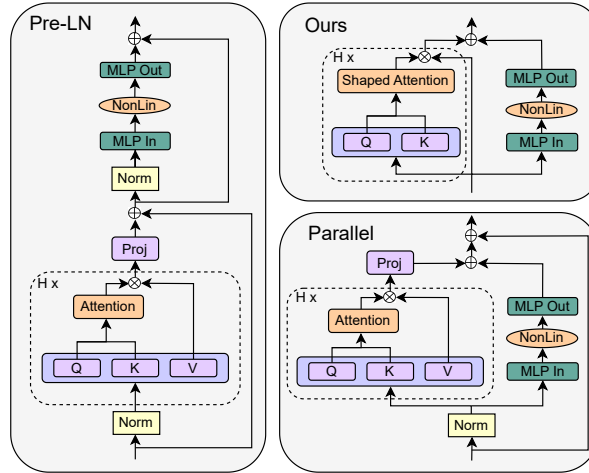 Pre-LN
MLP Out
NonLin
MLP In
Norm
Proj
H x
Attention
Q K V
Norm
Ours
H x
Shaped Attention
Q K
MLP Out
NonLin
MLP In
Parallel
Proj
H x
Attention
Q K V
MLP Out
NonLin
MLP In
Norm